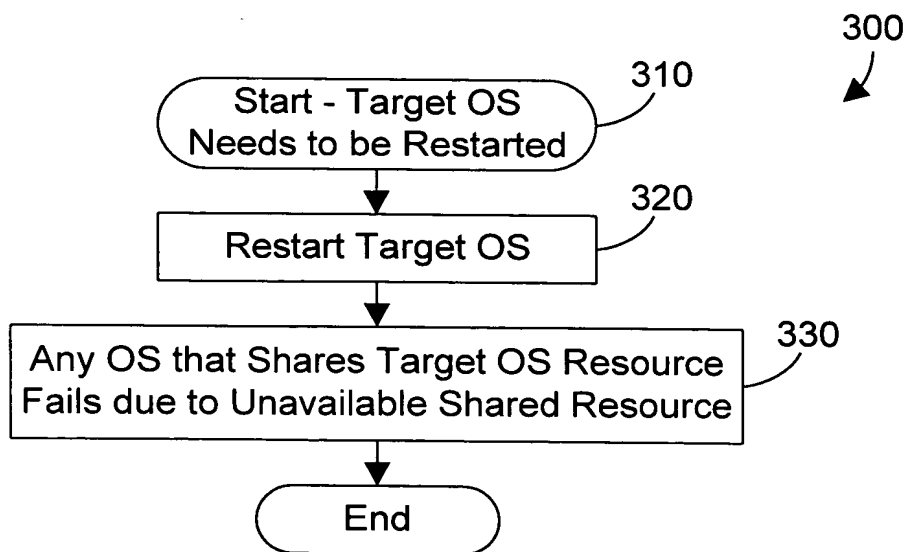 300
310
Start - Target OS
Needs to be Restarted
320
Restart Target OS
330
Any OS that Shares Target OS Resource
Fails due to Unavailable Shared Resource
End